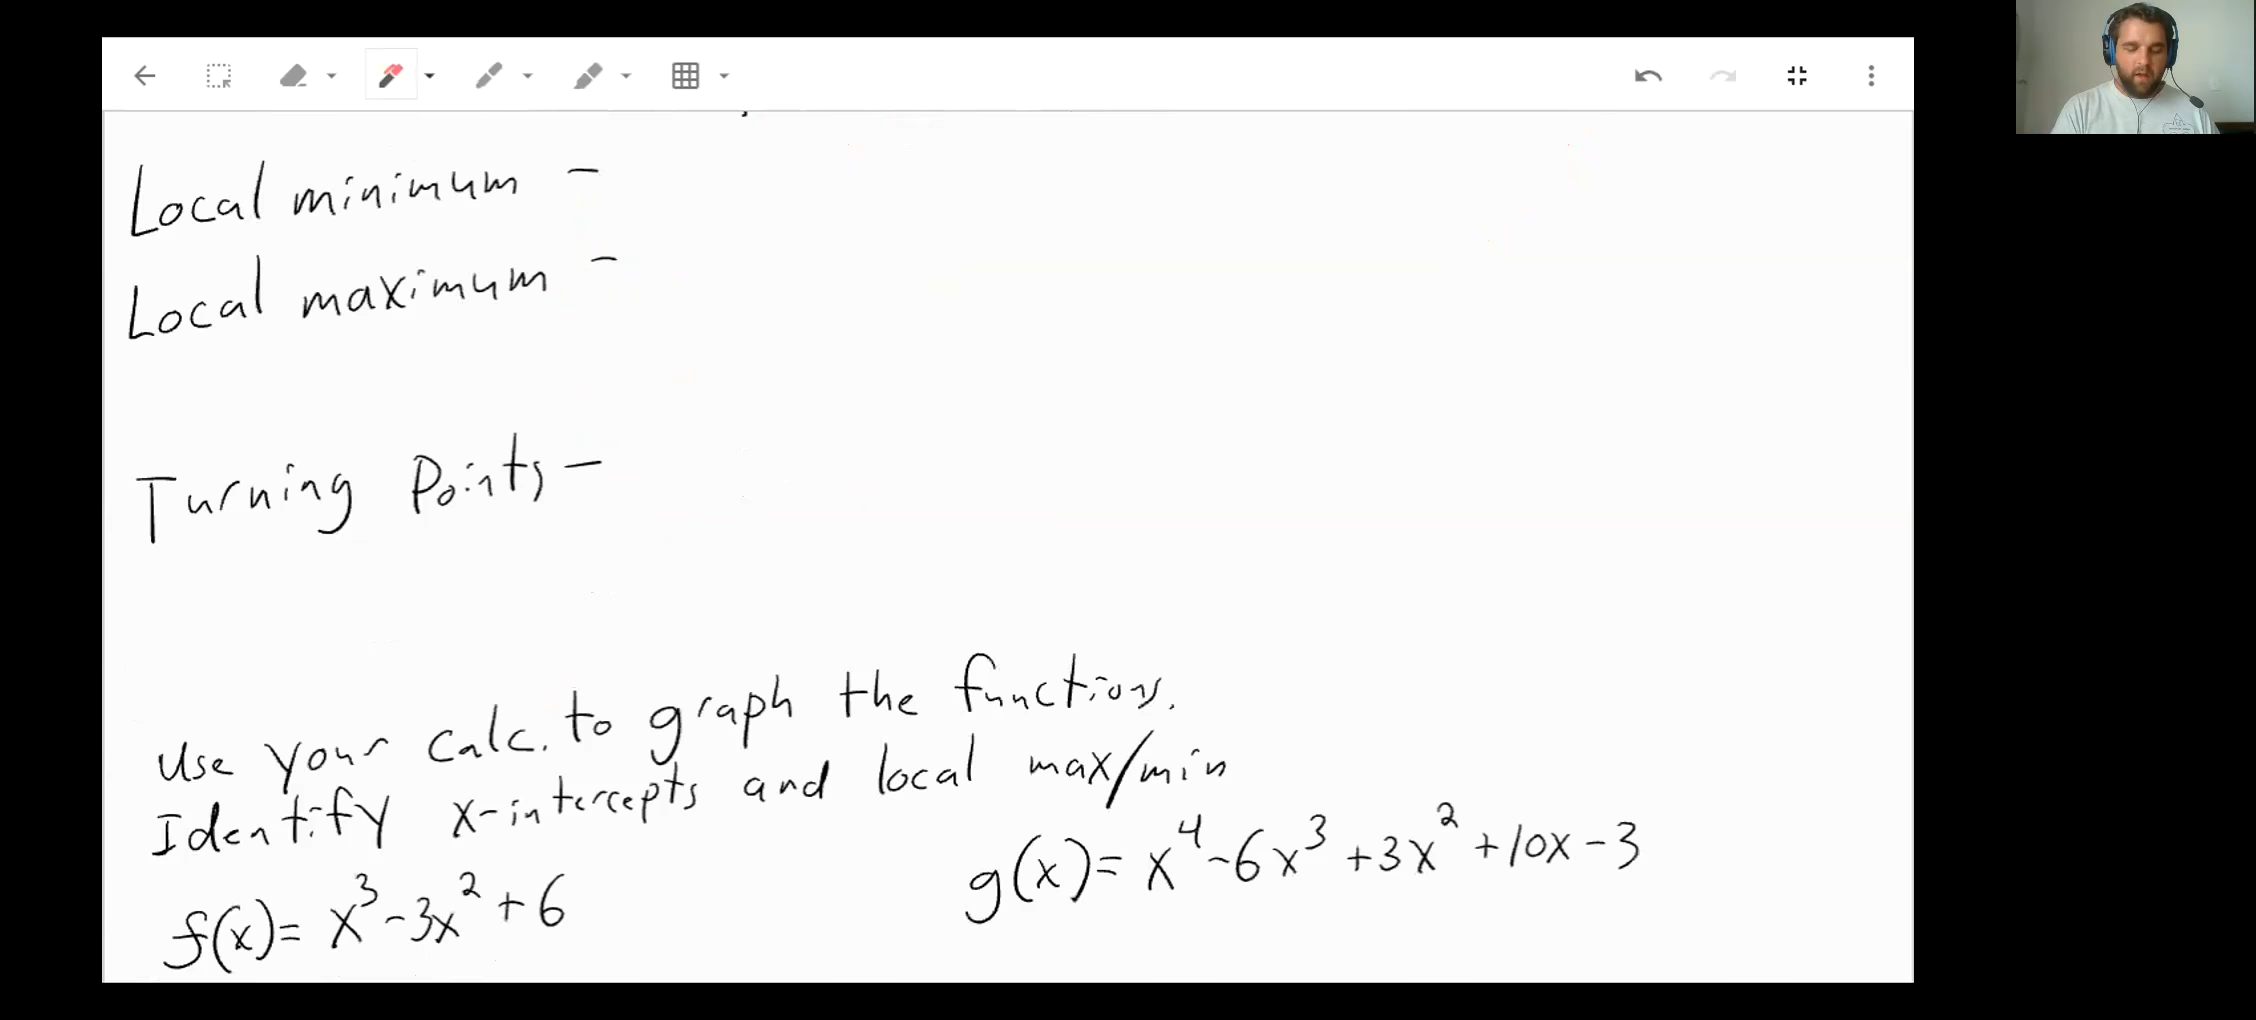 Local minimum -
Local maximum -
Turning Points -
Use your calc. to graph the functions.
Identify x-intercepts and local max/min
f(x) = x³ - 3x² + 6
g(x) = x⁴ - 6x³ + 3x² + 10x - 3